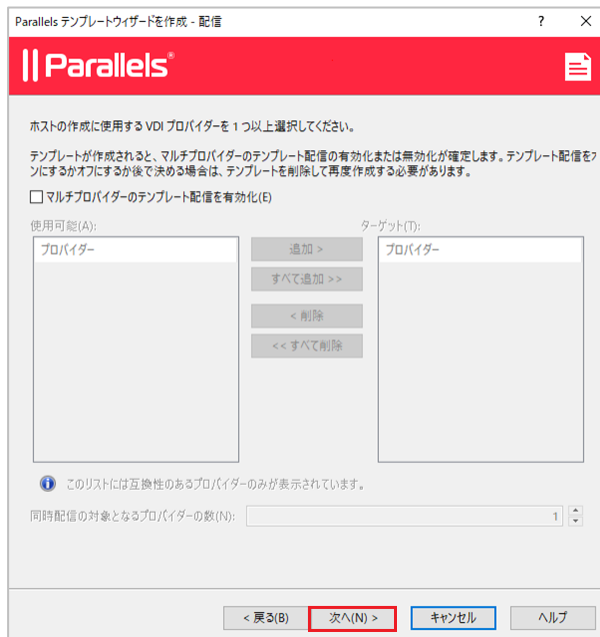 Parallels テンプレートウィザードを作成 - 配信
? ×
Parallels®
ホストの作成に使用する VDI プロバイダーを 1 つ以上選択してください。
テンプレートが作成されると、マルチプロバイダーのテンプレート配信の有効化または無効化が確定します。テンプレート配信をオ
ンにするかオフにするか後で決める場合は、テンプレートを削除して再度作成する必要があります。
マルチプロバイダーのテンプレート配信を有効化(E)
使用可能(A):
ターゲット(T):
プロバイダー
追加 >
プロバイダー
すべて追加 >>
< 削除
<< すべて削除
このリストには互換性のあるプロバイダーのみが表示されています。
同時配信の対象となるプロバイダーの数(N):
1
< 戻る(B)
次へ(N) >
キャンセル
ヘルプ